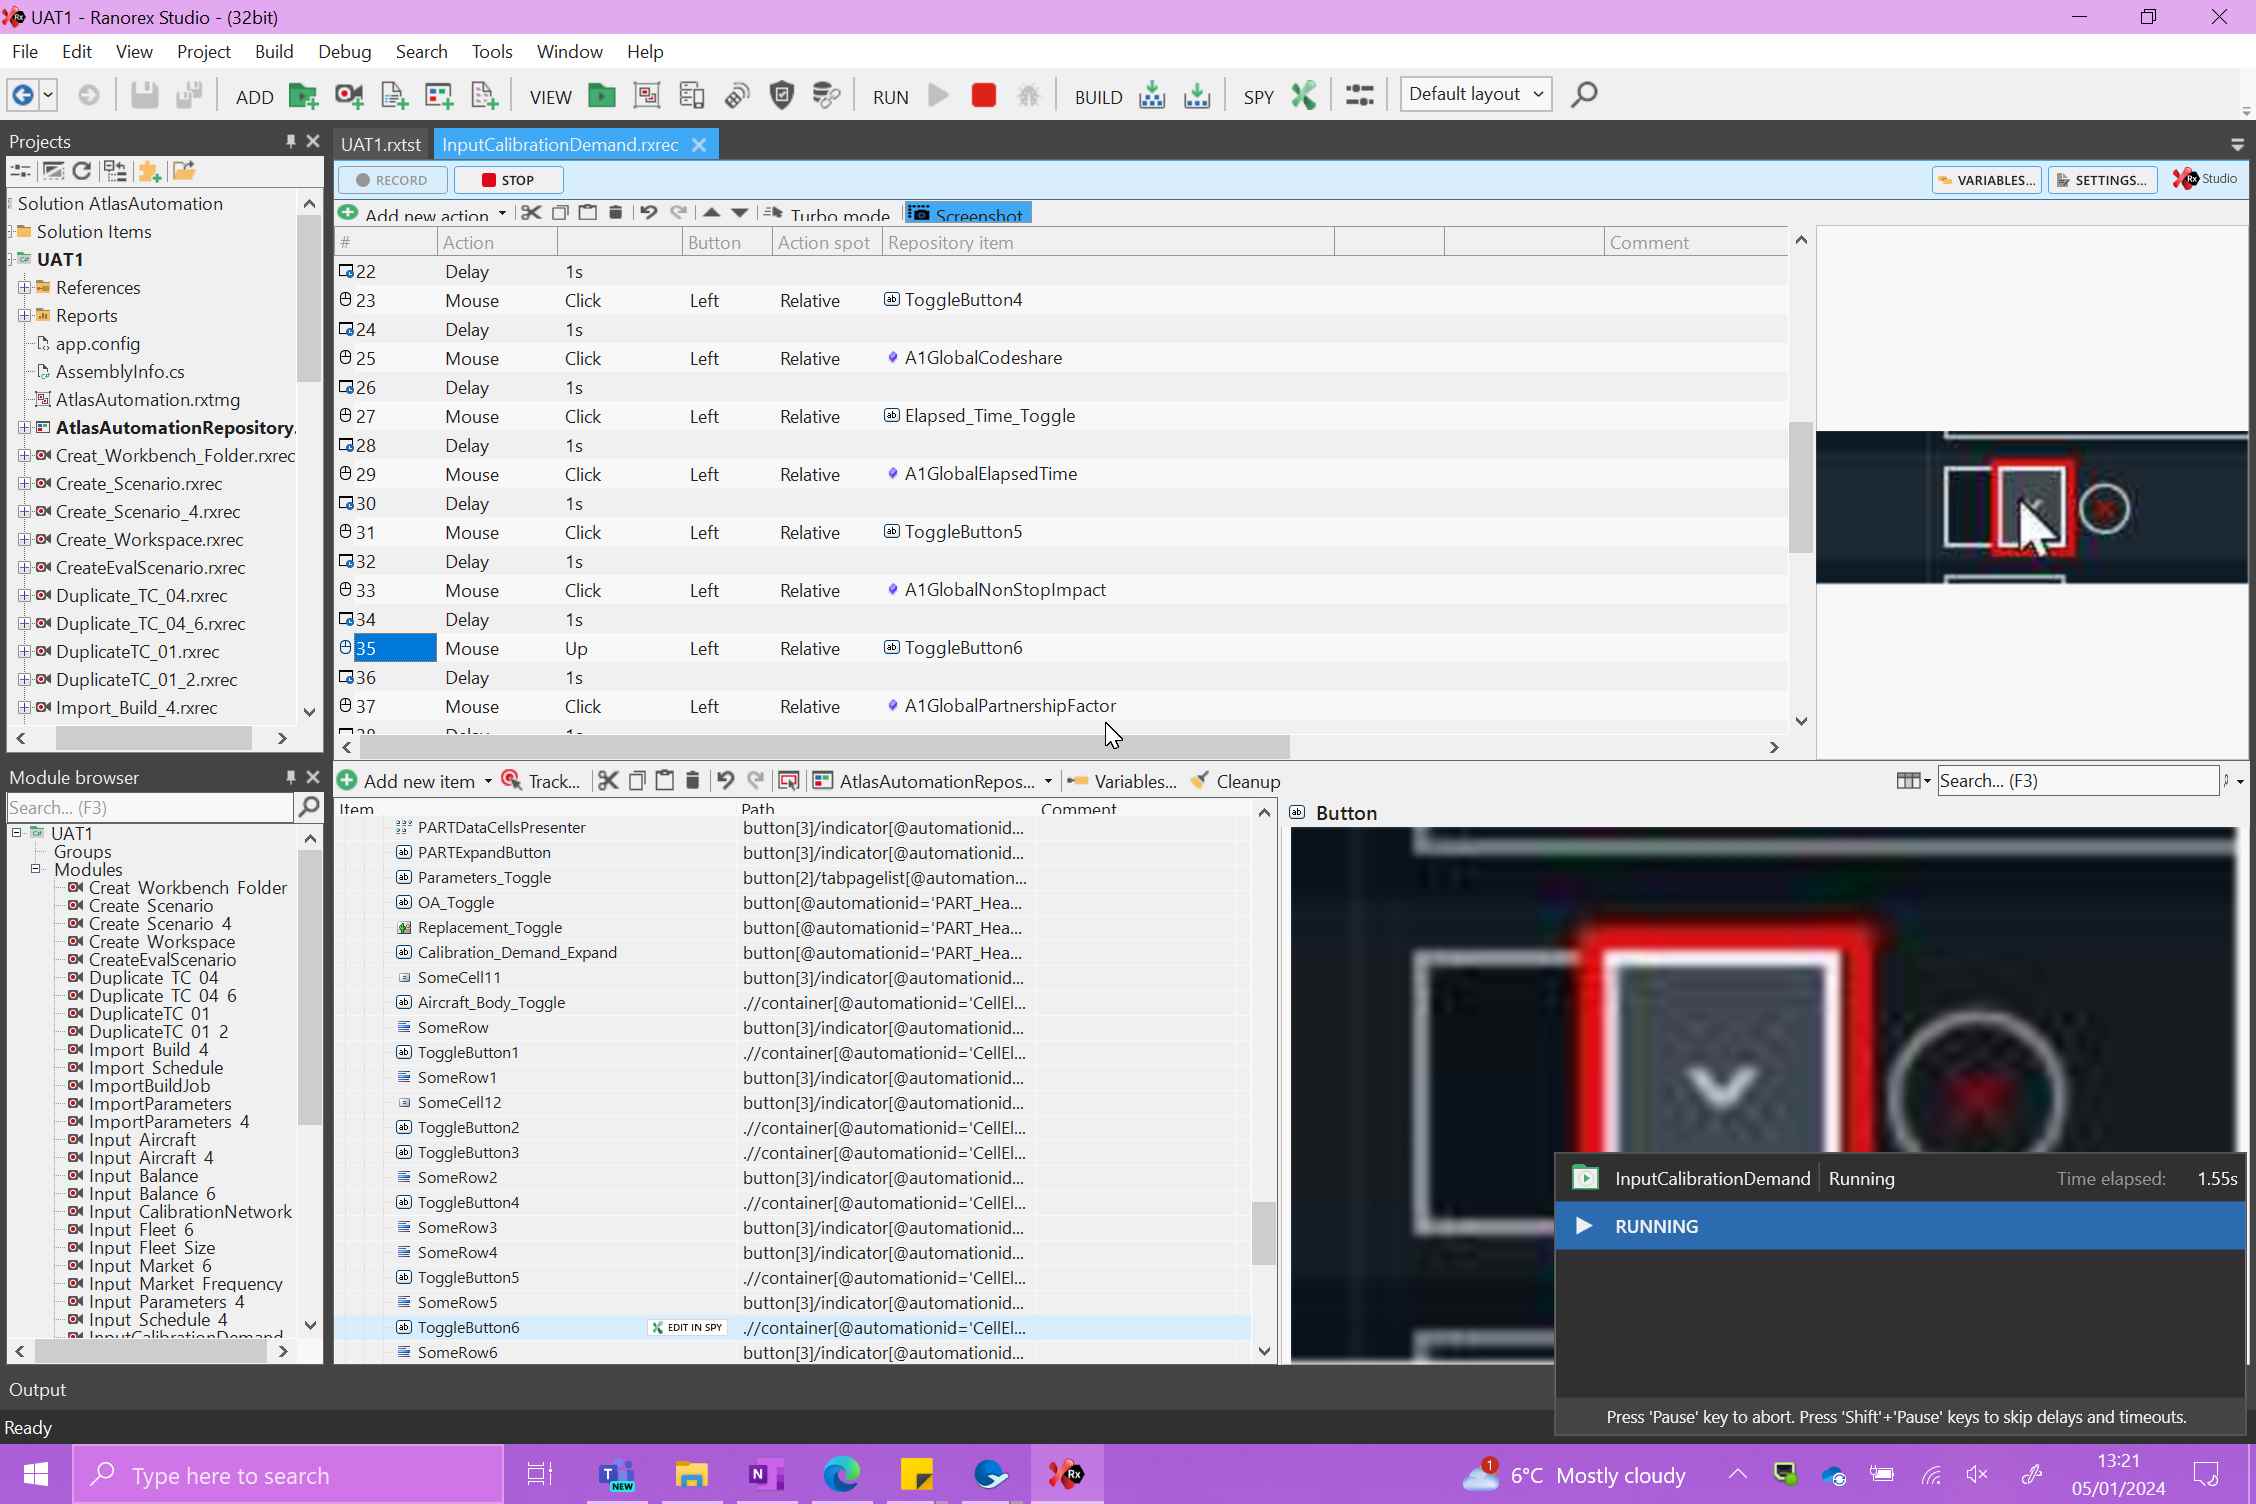 UAT1 - Ranorex Studio - (32bit)
File Edit View Project Build Debug Search Tools Window Help
ADD VIEW RUN BUILD SPY Default layout
Projects
UAT1.rxtst InputCalibrationDemand.rxrec
RECORD STOP VARIABLES... SETTINGS... Rx Studio
Add new action Turbo mode Screenshot
Solution AtlasAutomation
Solution Items
UAT1
References
Reports
app.config
AssemblyInfo.cs
AtlasAutomation.rxtmg
AtlasAutomationRepository.
Creat_Workbench_Folder.rxrec
Create_Scenario.rxrec
Create_Scenario_4.rxrec
Create_Workspace.rxrec
CreateEvalScenario.rxrec
Duplicate_TC_04.rxrec
Duplicate_TC_04_6.rxrec
DuplicateTC_01.rxrec
DuplicateTC_01_2.rxrec
Import_Build_4.rxrec
# Action Button Action spot Repository item Comment
22 Delay 1s
23 Mouse Click Left Relative ToggleButton4
24 Delay 1s
25 Mouse Click Left Relative A1GlobalCodeshare
26 Delay 1s
27 Mouse Click Left Relative Elapsed_Time_Toggle
28 Delay 1s
29 Mouse Click Left Relative A1GlobalElapsedTime
30 Delay 1s
31 Mouse Click Left Relative ToggleButton5
32 Delay 1s
33 Mouse Click Left Relative A1GlobalNonStopImpact
34 Delay 1s
35 Mouse Up Left Relative ToggleButton6
36 Delay 1s
37 Mouse Click Left Relative A1GlobalPartnershipFactor
38 Delay 1s
Module browser
Search... (F3)
UAT1
Groups
Modules
Creat Workbench Folder
Create Scenario
Create Scenario 4
Create Workspace
CreateEvalScenario
Duplicate TC 04
Duplicate TC 04 6
DuplicateTC 01
DuplicateTC 01 2
Import Build 4
Import Schedule
ImportBuildJob
ImportParameters
ImportParameters 4
Input Aircraft
Input Aircraft 4
Input Balance
Input Balance 6
Input CalibrationNetwork
Input Fleet 6
Input Fleet Size
Input Market 6
Input Market Frequency
Input Parameters 4
Input Schedule 4
InputCalibrationDemand
Add new item Track... AtlasAutomationRepos... Variables... Cleanup Search... (F3)
Item Path Comment
PARTDataCellsPresenter button[3]/indicator[@automationid...
PARTExpandButton button[3]/indicator[@automationid...
Parameters_Toggle button[2]/tabpagelist[@automation...
OA_Toggle button[@automationid='PART_Hea...
Replacement_Toggle button[@automationid='PART_Hea...
Calibration_Demand_Expand button[@automationid='PART_Hea...
SomeCell11 button[3]/indicator[@automationid...
Aircraft_Body_Toggle .//container[@automationid='CellEl...
SomeRow button[3]/indicator[@automationid...
ToggleButton1 .//container[@automationid='CellEl...
SomeRow1 button[3]/indicator[@automationid...
SomeCell12 button[3]/indicator[@automationid...
ToggleButton2 .//container[@automationid='CellEl...
ToggleButton3 .//container[@automationid='CellEl...
SomeRow2 button[3]/indicator[@automationid...
ToggleButton4 .//container[@automationid='CellEl...
SomeRow3 button[3]/indicator[@automationid...
SomeRow4 button[3]/indicator[@automationid...
ToggleButton5 .//container[@automationid='CellEl...
SomeRow5 button[3]/indicator[@automationid...
ToggleButton6 EDIT IN SPY .//container[@automationid='CellEl...
SomeRow6 button[3]/indicator[@automationid...
Button
InputCalibrationDemand Running Time elapsed: 1.55s
RUNNING
Press 'Pause' key to abort. Press 'Shift'+'Pause' keys to skip delays and timeouts.
Output
Ready
Type here to search
NEW
1
6°C Mostly cloudy
13:21
05/01/2024